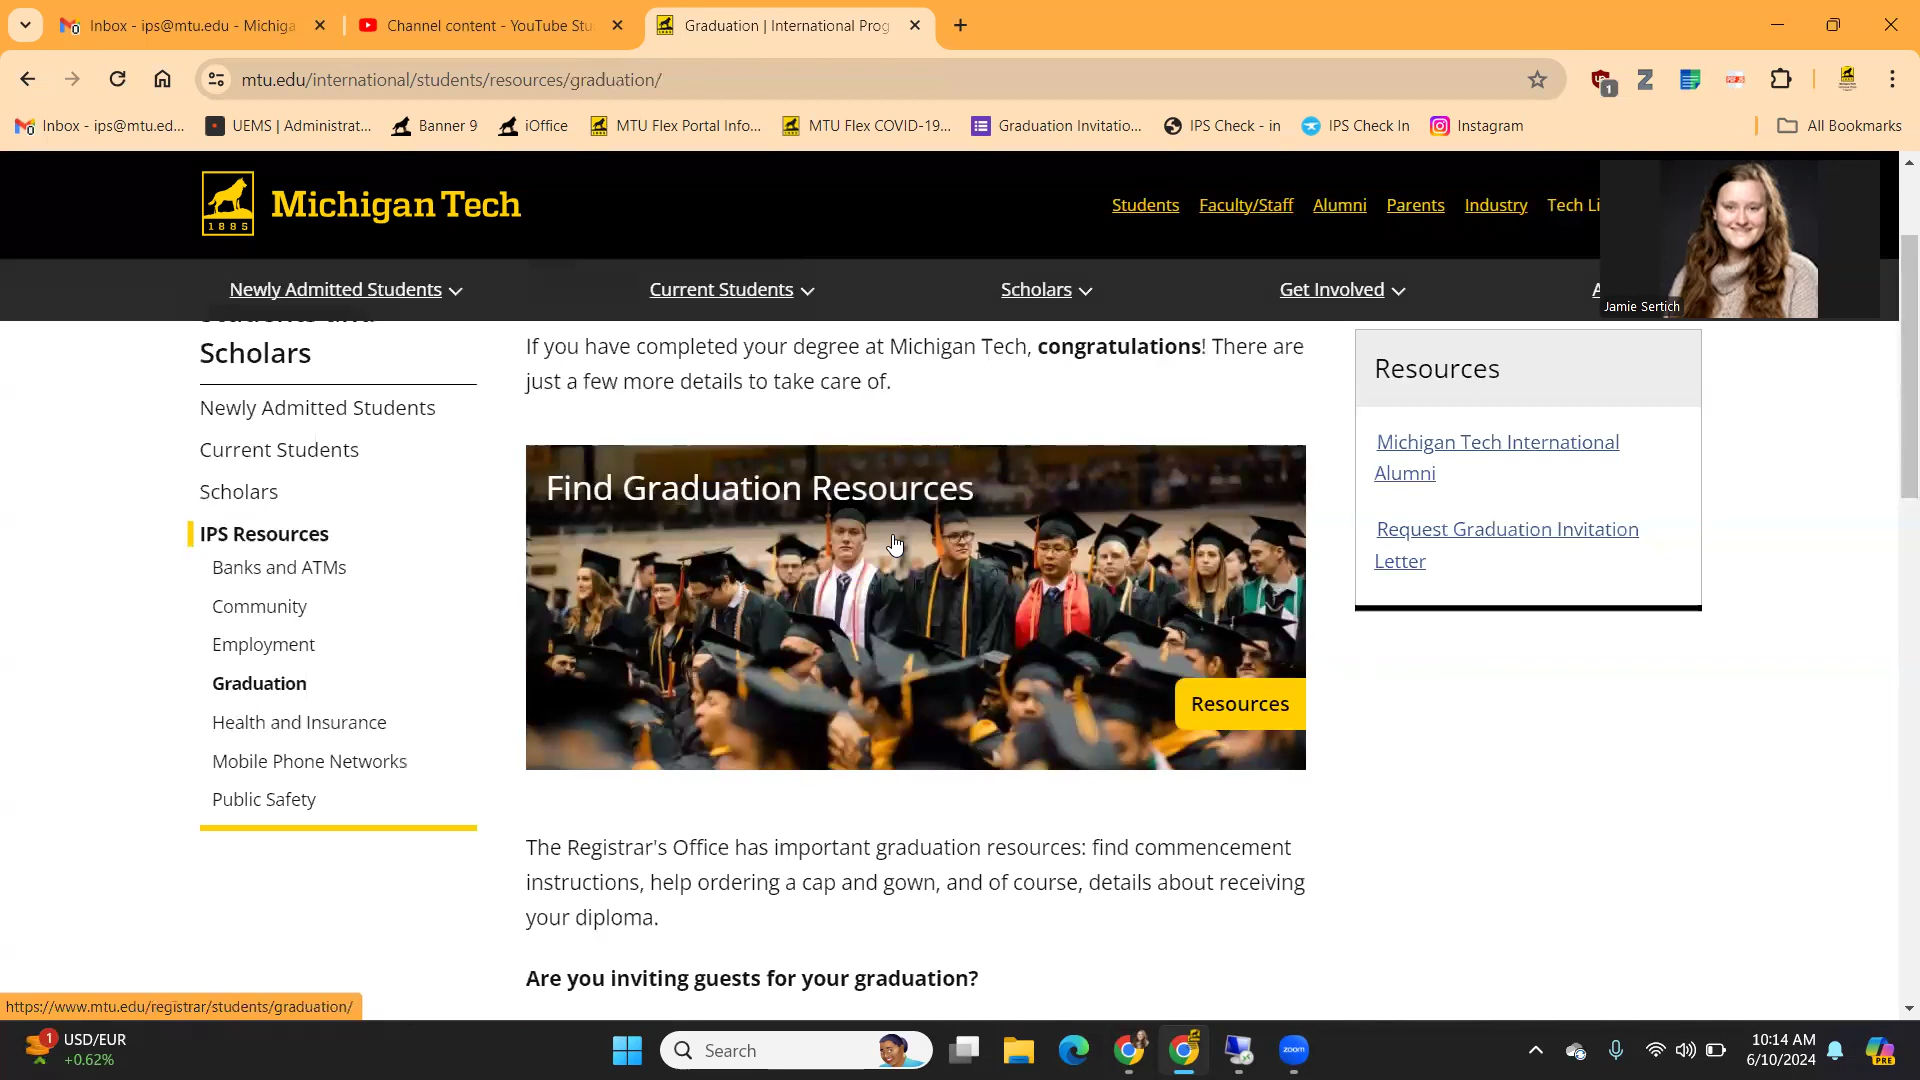 Inbox - ips@mtu.edu - Michiga
Channel content - YouTube Stu
Graduation | International Prog
mtu.edu/international/students/resources/graduation/
1
Inbox - ips@mtu.ed...
UEMS | Administrat...
Banner 9
iOffice
MTU Flex Portal Info...
MTU Flex COVID-19...
Graduation Invitatio...
IPS Check - in
IPS Check In
Instagram
All Bookmarks
1885
Michigan Tech
Students
Faculty/Staff
Alumni
Parents
Industry
Tech Li
Jamie Sertich
Newly Admitted Students
Current Students
Scholars
Get Involved
A
Students and
Scholars
Newly Admitted Students
Current Students
Scholars
IPS Resources
Banks and ATMs
Community
Employment
Graduation
Health and Insurance
Mobile Phone Networks
Public Safety
If you have completed your degree at Michigan Tech, congratulations! There are
just a few more details to take care of.
Find Graduation Resources
Resources
The Registrar's Office has important graduation resources: find commencement
instructions, help ordering a cap and gown, and of course, details about receiving
your diploma.
Are you inviting guests for your graduation?
Resources
Michigan Tech International
Alumni
Request Graduation Invitation
Letter
https://www.mtu.edu/registrar/students/graduation/
1
USD/EUR
+0.62%
Search
zoom
10:14 AM
6/10/2024
PRE